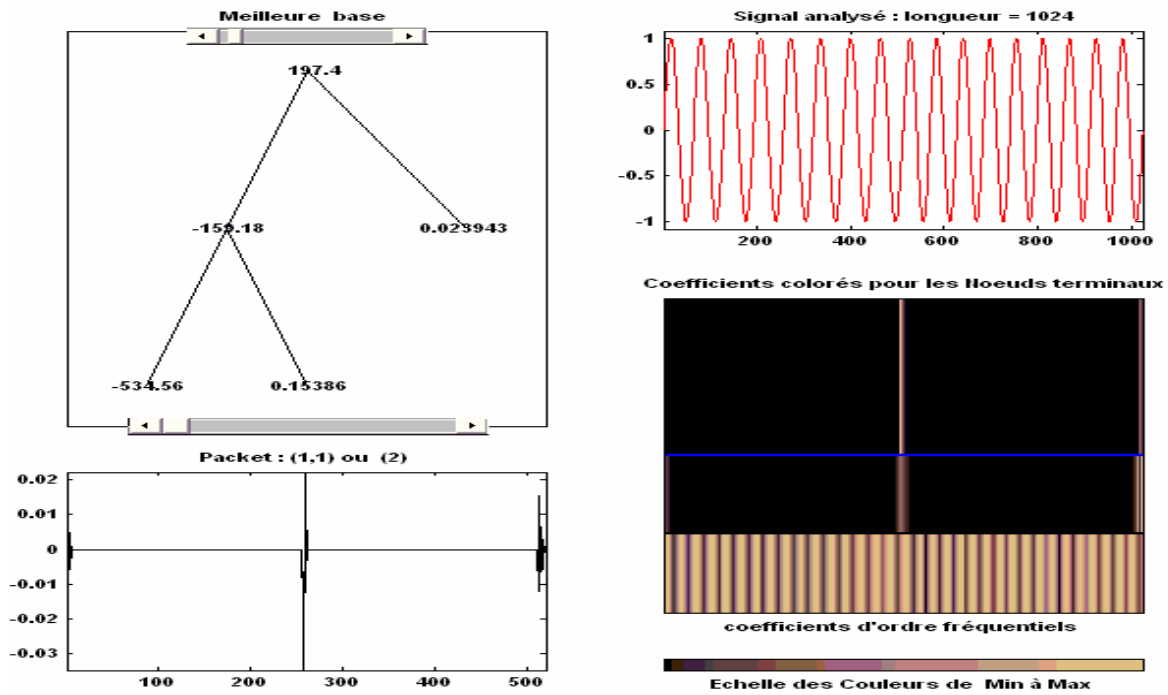 Meilleure base
197.4
-159.18
0.023943
-534.56
0.15386
Packet : (1,1) ou (2)
0.02
0.01
0
-0.01
-0.02
-0.03
100 200 300 400 500
Signal analysé : longueur = 1024
1
0.5
0
-0.5
-1
200 400 600 800 1000
Coefficients colorés pour les Noeuds terminaux
coefficients d'ordre fréquentiels
Echelle des Couleurs de Min à Max